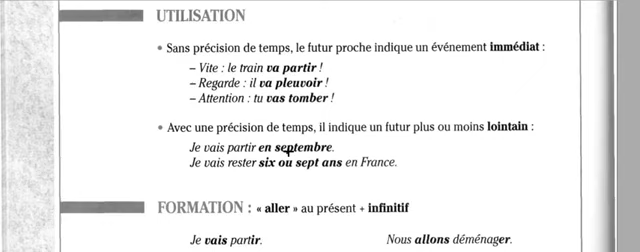 UTILISATION
• Sans précision de temps, le futur proche indique un événement immédiat :
– Vite : le train va partir !
– Regarde : il va pleuvoir !
– Attention : tu vas tomber !
• Avec une précision de temps, il indique un futur plus ou moins lointain :
Je vais partir en septembre.
Je vais rester six ou sept ans en France.
FORMATION : « aller » au présent + infinitif
Je vais partir. Nous allons déménager.